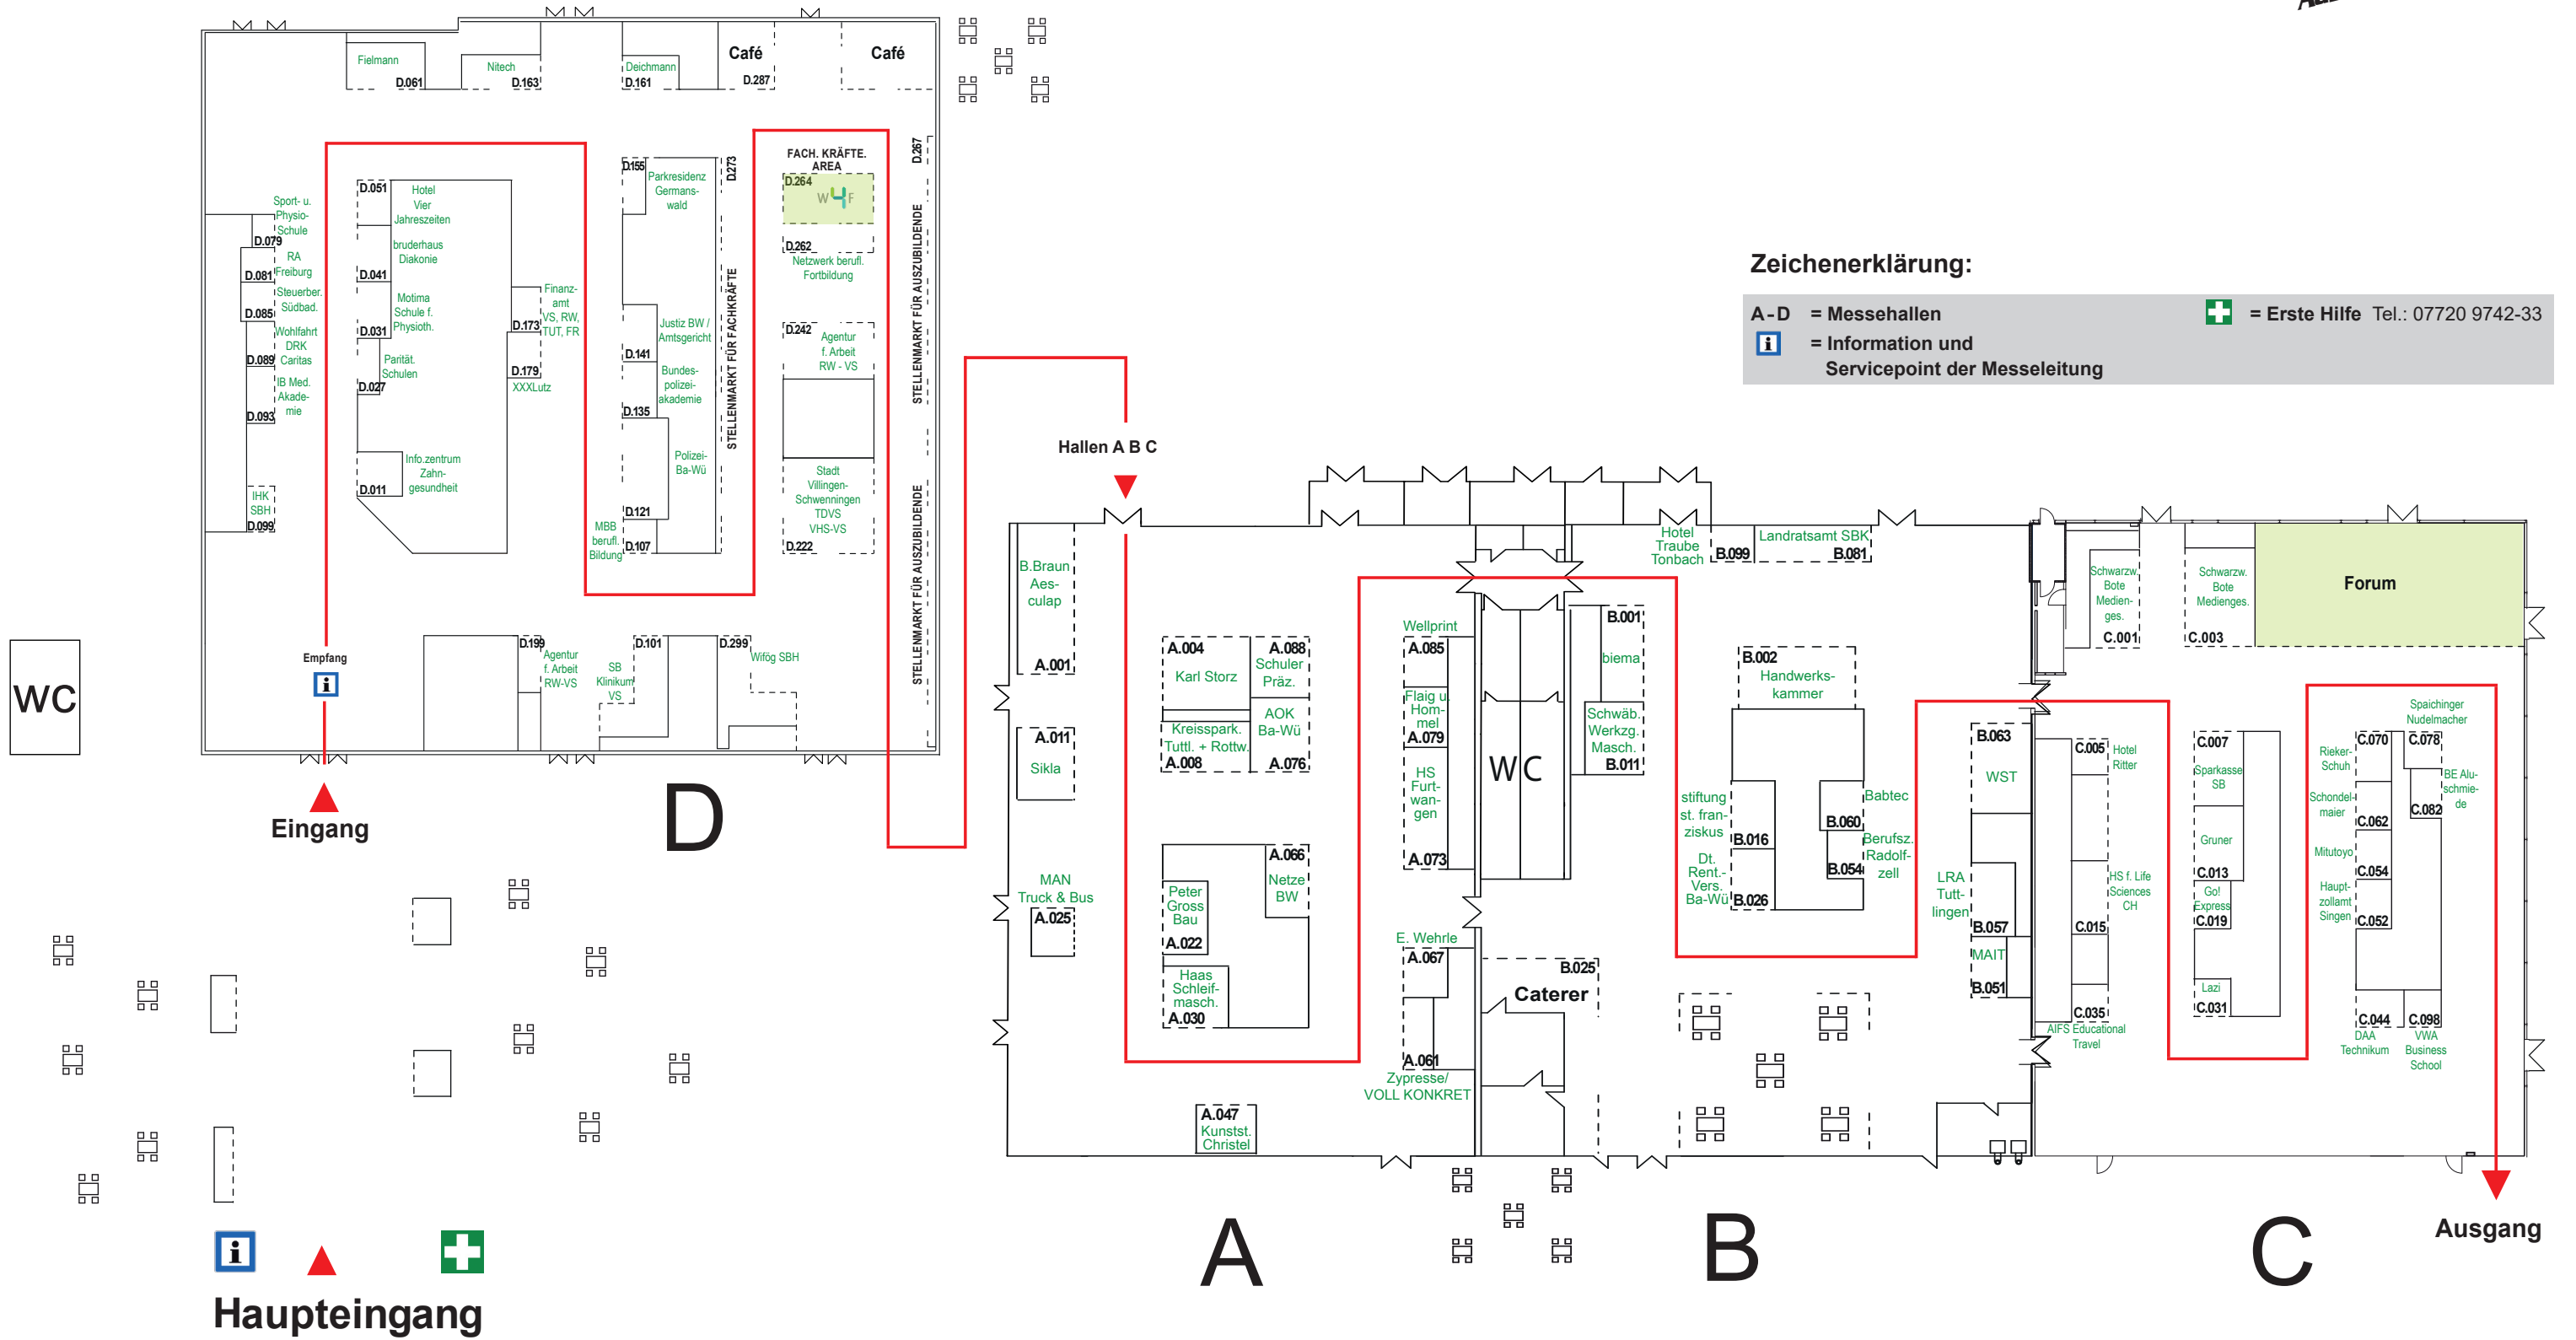 Fielmann
D.061
Nitech
D.163
Deichmann
D.161
Café
D.287
Café
Sport- u.
Physio-
Schule
D.079
RA
Freiburg
D.081
Steuerber.
Südbad.
D.085
Wohlfahrt
DRK
Caritas
D.089
IB Med.
Akade-
mie
D.093
IHK
SBH
D.099
D.051
Hotel
Vier
Jahreszeiten
bruderhaus
Diakonie
D.041
Motima
Schule f.
Physioth.
D.031
Parität.
Schulen
D.027
Info.zentrum
Zahn-
gesundheit
D.011
Finanz-
amt
VS, RW,
TUT, FR
D.173
D.179
XXXLutz
D.155
Parkresidenz
Germans-
wald
Justiz BW /
Amtsgericht
D.141
Bundes-
polizei-
akademie
D.135
Polizei-
Ba-Wü
D.121
MBB
berufl.
Bildung
D.107
D.273
STELLENMARKT FÜR FACHKRÄFTE
FACH. KRÄFTE.
AREA
D.264
W4F
D.262
Netzwerk berufl.
Fortbildung
D.242
Agentur
f. Arbeit
RW - VS
Stadt
Villingen-
Schwenningen
TDVS
VHS-VS
D.222
D.267
STELLENMARKT FÜR AUSZUBILDENDE
STELLENMARKT FÜR AUSZUBILDENDE
STELLENMARKT FÜR AUSZUBILDENDE
D.199
Agentur
f. Arbeit
RW-VS
D.101
SB
Klinikum
VS
D.299
Wifög SBH
Empfang
i
WC
Eingang
D
Zeichenerklärung:
A - D = Messehallen
= Erste Hilfe Tel.: 07720 9742-33
i = Information und
Servicepoint der Messeleitung
Hallen A B C
B.Braun
Aes-
culap
A.001
A.011
Sikla
MAN
Truck & Bus
A.025
A.004
Karl Storz
A.088
Schuler
Präz.
Kreisspark.
Tuttl. + Rottw.
A.008
AOK
Ba-Wü
A.076
A.066
Netze
BW
Peter
Gross
Bau
A.022
Haas
Schleif-
masch.
A.030
A.047
Kunstst.
Christel
Wellprint
A.085
Flaig u.
Hom-
mel
A.079
HS
Furt-
wan-
gen
A.073
E. Wehrle
A.067
A.061
Zypresse/
VOLL KONKRET
WC
Hotel
Traube
Tonbach
B.099
Landratsamt SBK
B.081
B.001
biema
Schwäb.
Werkzg.
Masch.
B.011
B.002
Handwerks-
kammer
stiftung
st. fran-
ziskus
B.016
Dt.
Rent.-
Vers.
Ba-Wü
B.026
Babtec
B.060
Berufsz.
Radolf-
zell
B.054
B.025
Caterer
B.063
WST
LRA
Tutt-
lingen
B.057
MAIT
B.051
Schwarzw.
Bote
Medien-
ges.
C.001
Schwarzw.
Bote
Medienges.
C.003
Forum
C.005
Hotel
Ritter
HS f. Life
Sciences
CH
C.015
C.035
AIFS Educational
Travel
C.007
Sparkasse
SB
Gruner
C.013
Go!
Express
C.019
Lazi
C.031
Spaichinger
Nudelmacher
C.070
C.078
Rieker-
Schuh
BE Alu-
schmie-
de
C.082
Schondel-
maier
C.062
Mitutoyo
C.054
Haupt-
zollamt
Singen
C.052
C.044
C.098
DAA
Technikum
VWA
Business
School
Ausgang
A
B
C
i
Haupteingang